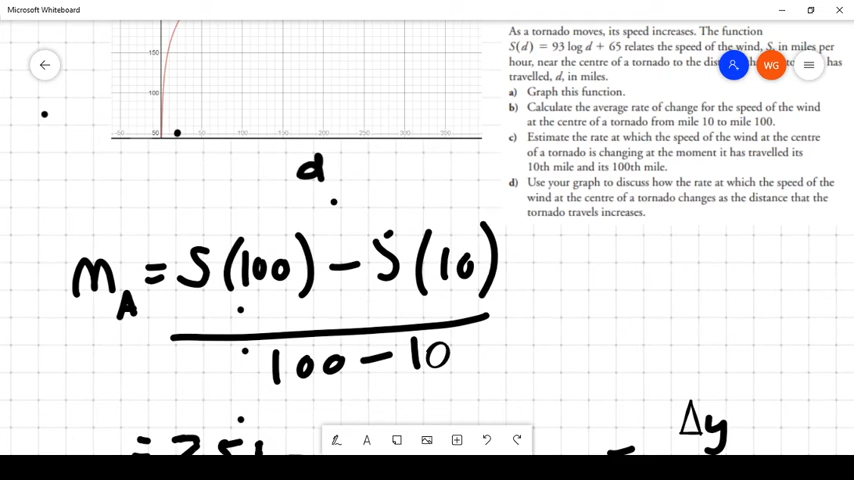 Microsoft Whiteboard
As a tornado moves, its speed increases. The function
S(d) = 93 log d + 65 relates the speed of the wind, S, in miles per
hour, near the centre of a tornado to the has
travelled, d, in miles.
a) Graph this function.
b) Calculate the average rate of change for the speed of the wind
at the centre of a tornado from mile 10 to mile 100.
c) Estimate the rate at which the speed of the wind at the centre
of a tornado is changing at the moment it has travelled its
10th mile and its 100th mile.
d) Use your graph to discuss how the rate at which the speed of the
wind at the centre of a tornado changes as the distance that the
tornado travels increases.
WG
150
100
50
-50 50 100 150 200 250 300 350
d
m_A = S(100) - S(10)
100 - 10
=
Δy
=
A